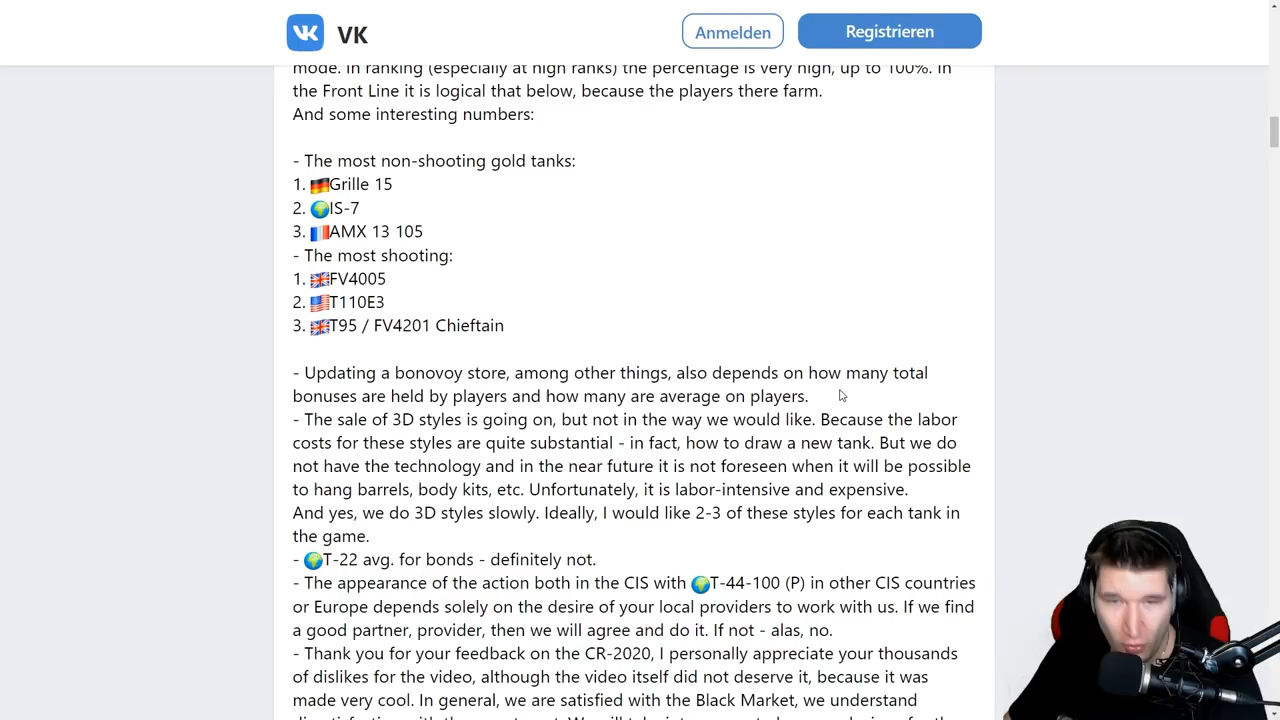 VK
Anmelden
Registrieren
mode. In ranking (especially at high ranks) the percentage is very high, up to 100%. In
the Front Line it is logical that below, because the players there farm.
And some interesting numbers:
- The most non-shooting gold tanks:
1. Grille 15
2. IS-7
3. AMX 13 105
- The most shooting:
1. FV4005
2. T110E3
3. T95 / FV4201 Chieftain
- Updating a bonovoy store, among other things, also depends on how many total
bonuses are held by players and how many are average on players.
- The sale of 3D styles is going on, but not in the way we would like. Because the labor
costs for these styles are quite substantial - in fact, how to draw a new tank. But we do
not have the technology and in the near future it is not foreseen when it will be possible
to hang barrels, body kits, etc. Unfortunately, it is labor-intensive and expensive.
And yes, we do 3D styles slowly. Ideally, I would like 2-3 of these styles for each tank in
the game.
- T-22 avg. for bonds - definitely not.
- The appearance of the action both in the CIS with T-44-100 (P) in other CIS countries
or Europe depends solely on the desire of your local providers to work with us. If we find
a good partner, provider, then we will agree and do it. If not - alas, no.
- Thank you for your feedback on the CR-2020, I personally appreciate your thousands
of dislikes for the video, although the video itself did not deserve it, because it was
made very cool. In general, we are satisfied with the Black Market, we understand